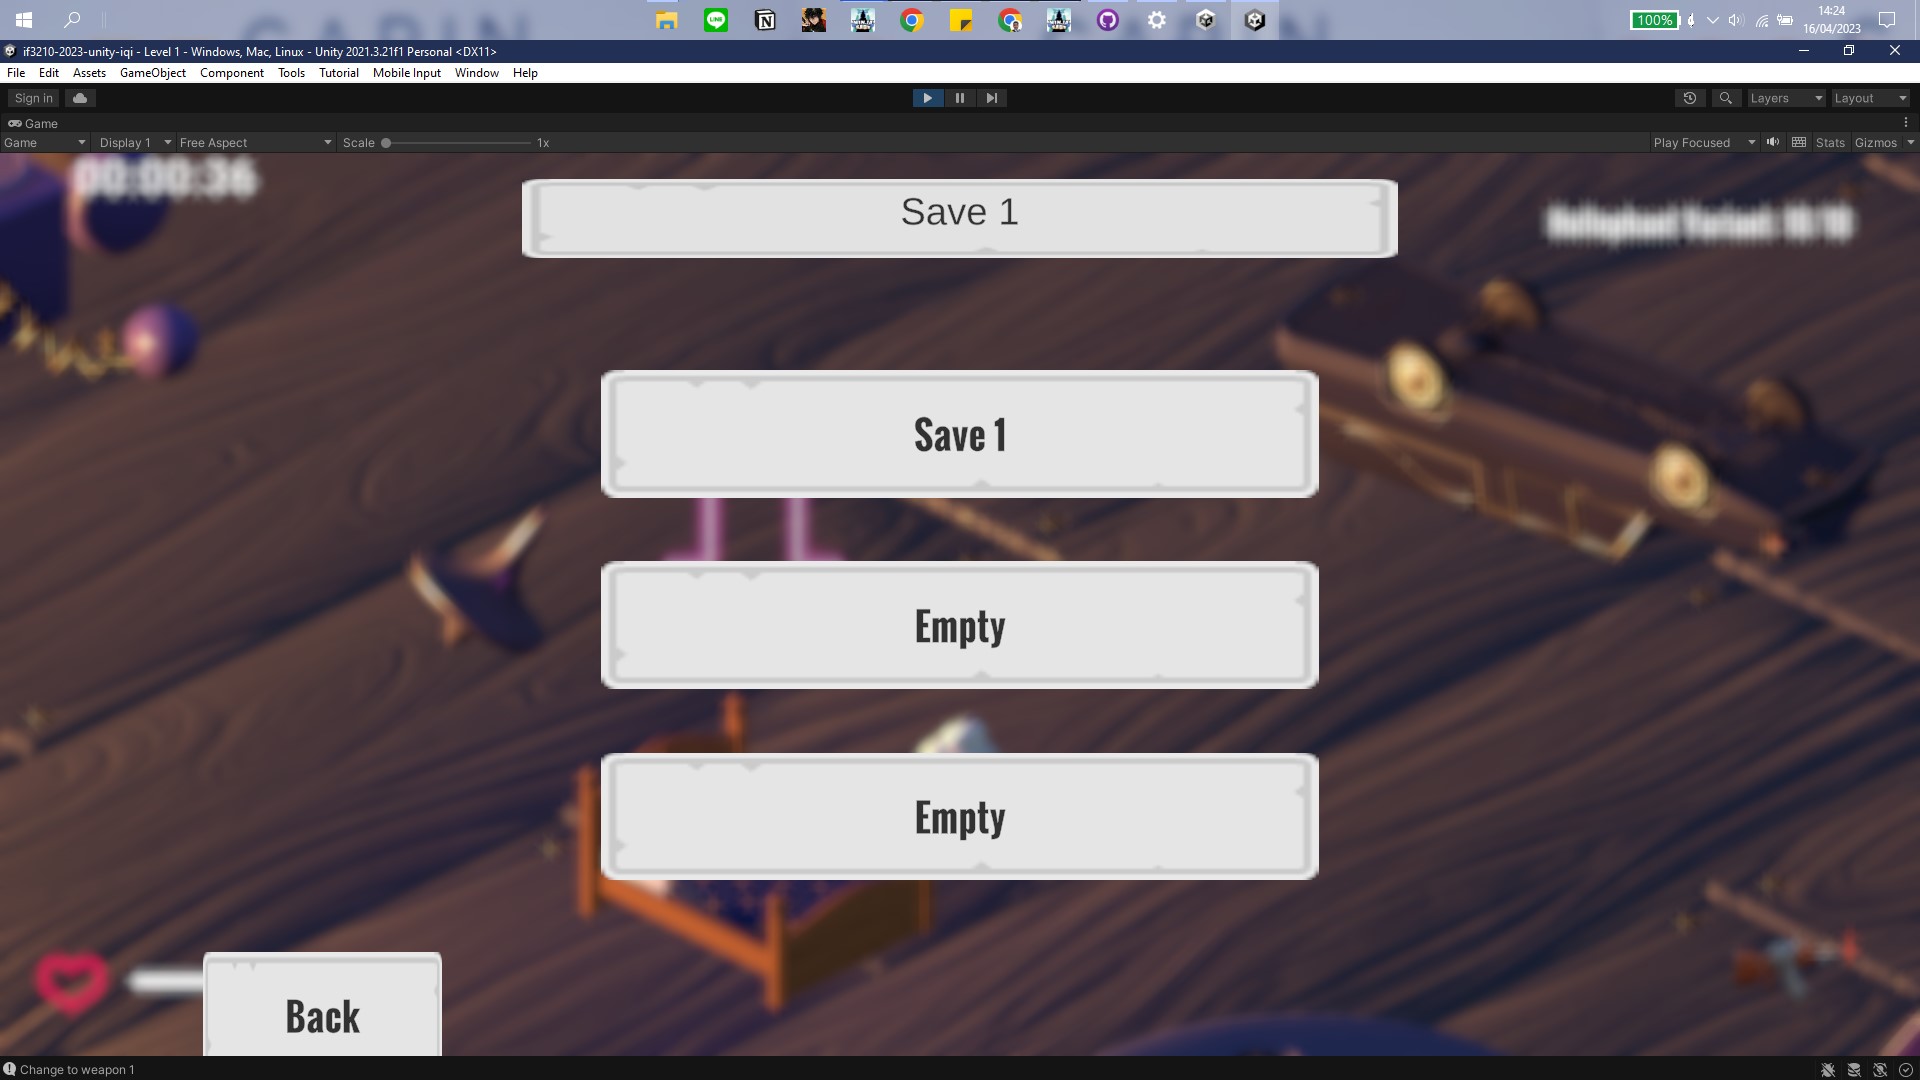 100%
14:24
16/04/2023
if3210-2023-unity-iqi - Level 1 - Windows, Mac, Linux - Unity 2021.3.21f1 Personal <DX11>
File Edit Assets GameObject Component Tools Tutorial Mobile Input Window Help
Sign in
Layers
Layout
Game
Game
Display 1
Free Aspect
Scale
1x
Play Focused
Stats
Gizmos
00:00:36
Save 1
Save 1
Empty
Empty
Back
Change to weapon 1